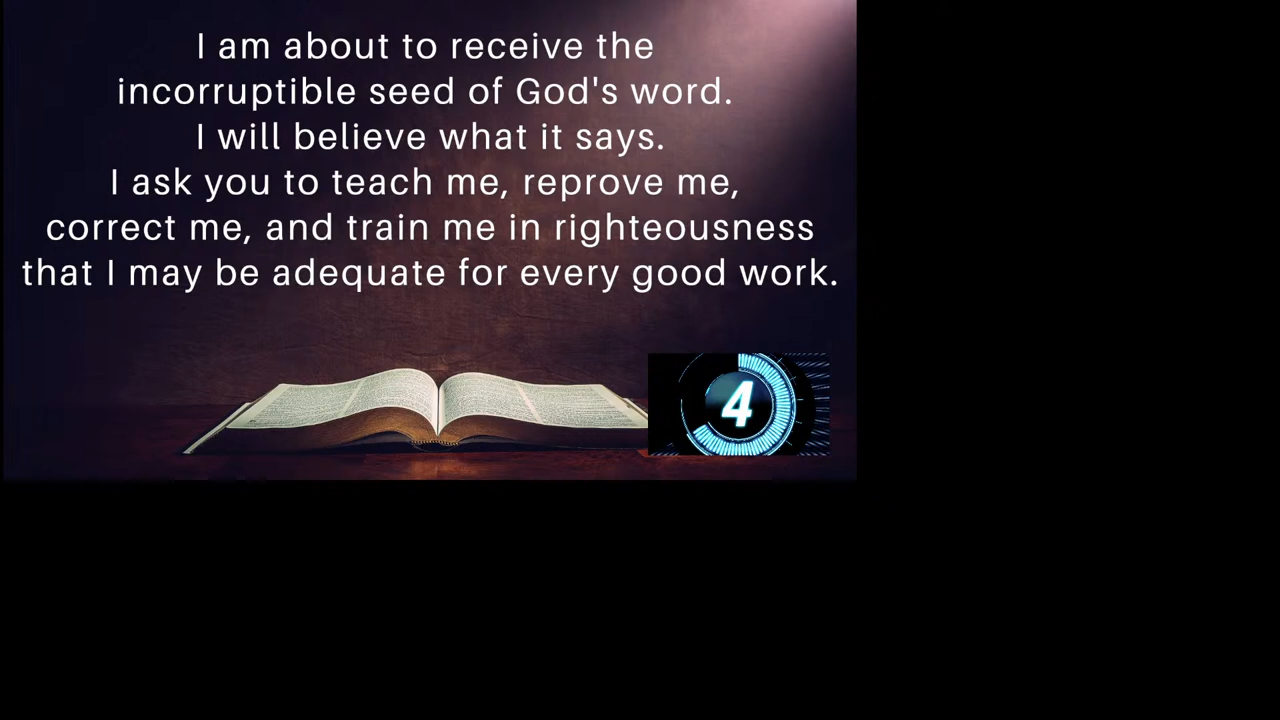 I am about to receive the
incorruptible seed of God's word.
I will believe what it says.
I ask you to teach me, reprove me,
correct me, and train me in righteousness
that I may be adequate for every good work.
4